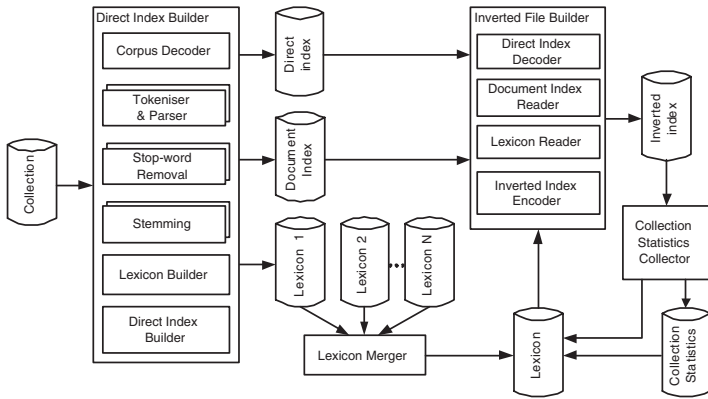 Direct Index Builder
Corpus Decoder
Tokeniser
& Parser
Stop-word
Removal
Stemming
Lexicon Builder
Direct Index
Builder
Collection
Direct
index
Document
Index
Lexicon 1
Lexicon 2
Lexicon N
Lexicon Merger
Inverted File Builder
Direct Index
Decoder
Document Index
Reader
Lexicon Reader
Inverted Index
Encoder
Lexicon
Inverted
index
Collection
Statistics
Collector
Collection
Statistics